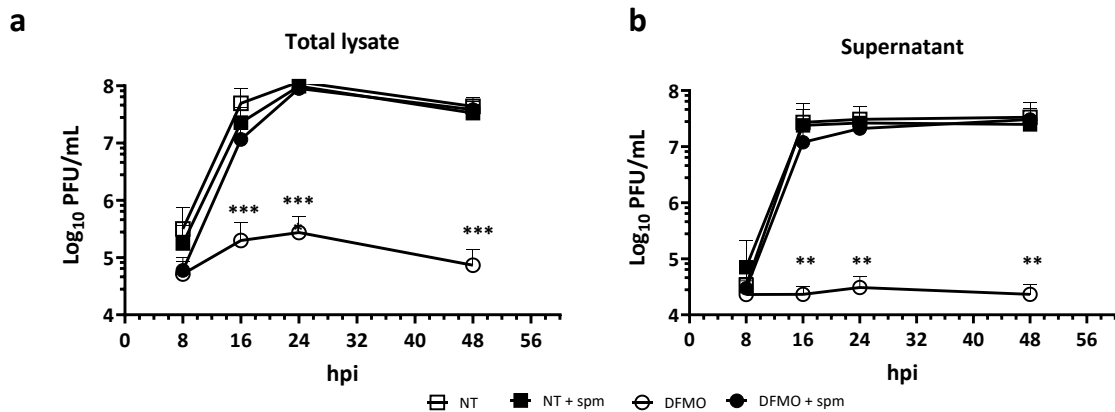 a
Total lysate
Log10 PFU/mL
8
7
6
5
4
***
***
***
0 8 16 24 32 40 48 56
hpi
b
Supernatant
Log10 PFU/mL
8
7
6
5
4
**
**
**
0 8 16 24 32 40 48 56
hpi
NT NT + spm DFMO DFMO + spm